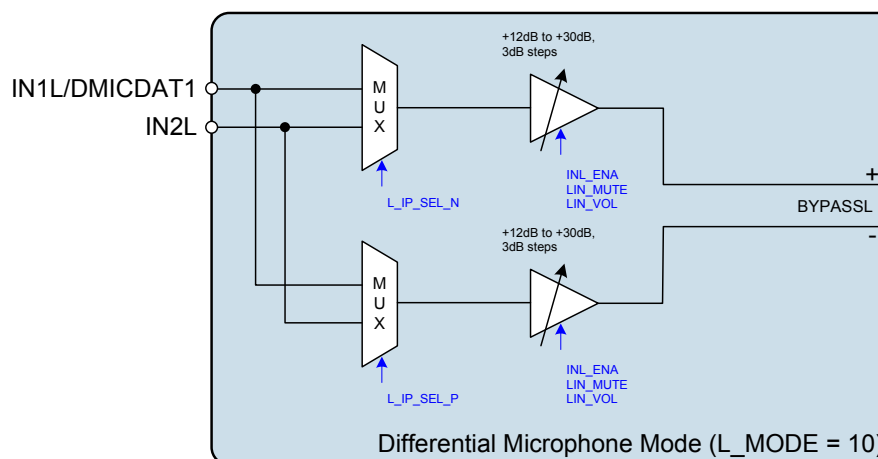 +12dB to +30dB,
3dB steps
IN1L/DMICDAT1
IN2L
M
U
X
INL_ENA
LIN_MUTE
LIN_VOL
L_IP_SEL_N
+
BYPASSL
-
+12dB to +30dB,
3dB steps
M
U
X
INL_ENA
LIN_MUTE
LIN_VOL
L_IP_SEL_P
Differential Microphone Mode (L_MODE = 10)